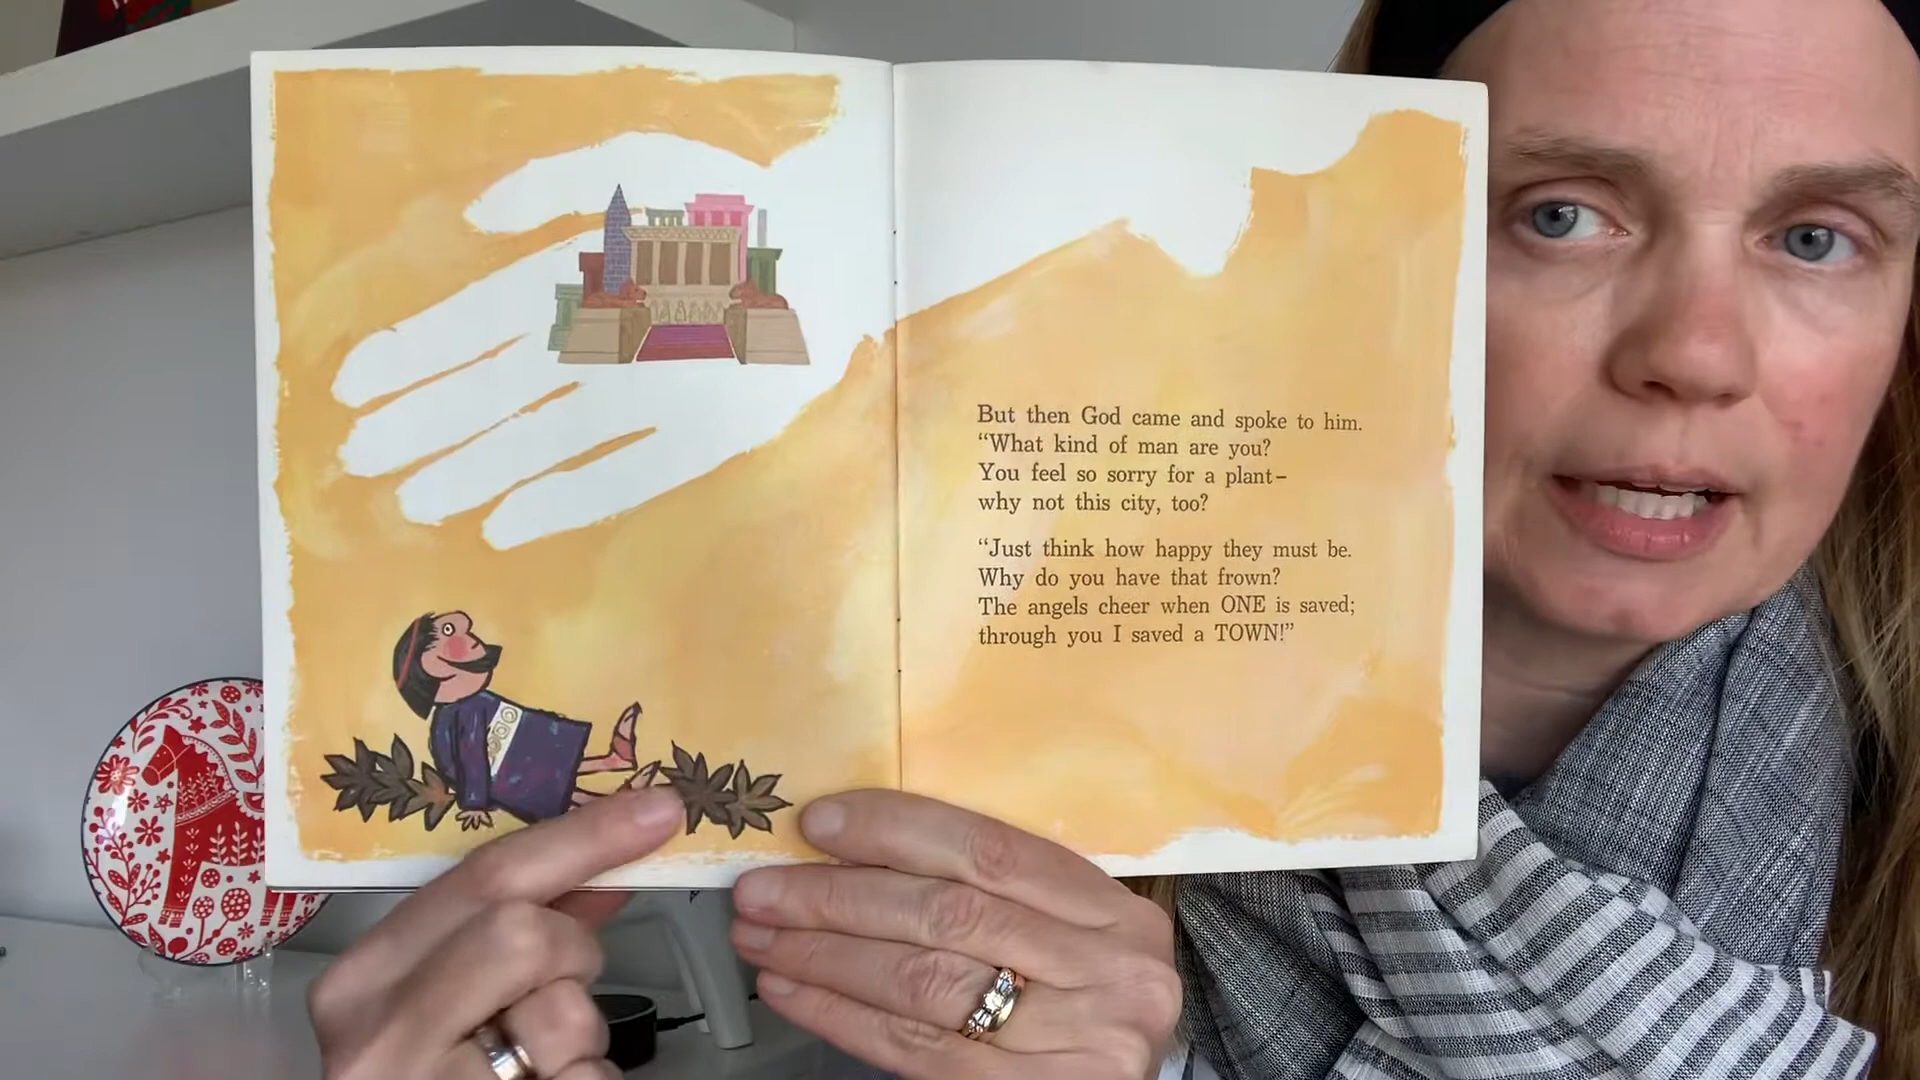 But then God came and spoke to him.
“What kind of man are you?
You feel so sorry for a plant–
why not this city, too?
“Just think how happy they must be.
Why do you have that frown?
The angels cheer when ONE is saved;
through you I saved a TOWN!”